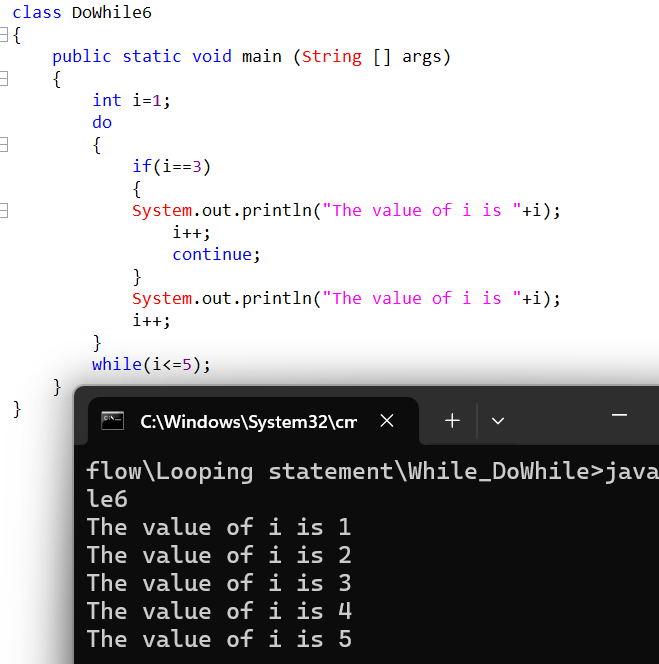 class DoWhile6
{
    public static void main (String [] args)
    {
        int i=1;
        do
        {
            if(i==3)
            {
            System.out.println("The value of i is "+i);
                i++;
                continue;
            }
            System.out.println("The value of i is "+i);
            i++;
        }
        while(i<=5);
    }
}
C:\Windows\System32\cm
flow\Looping statement\While_DoWhile>java
le6
The value of i is 1
The value of i is 2
The value of i is 3
The value of i is 4
The value of i is 5